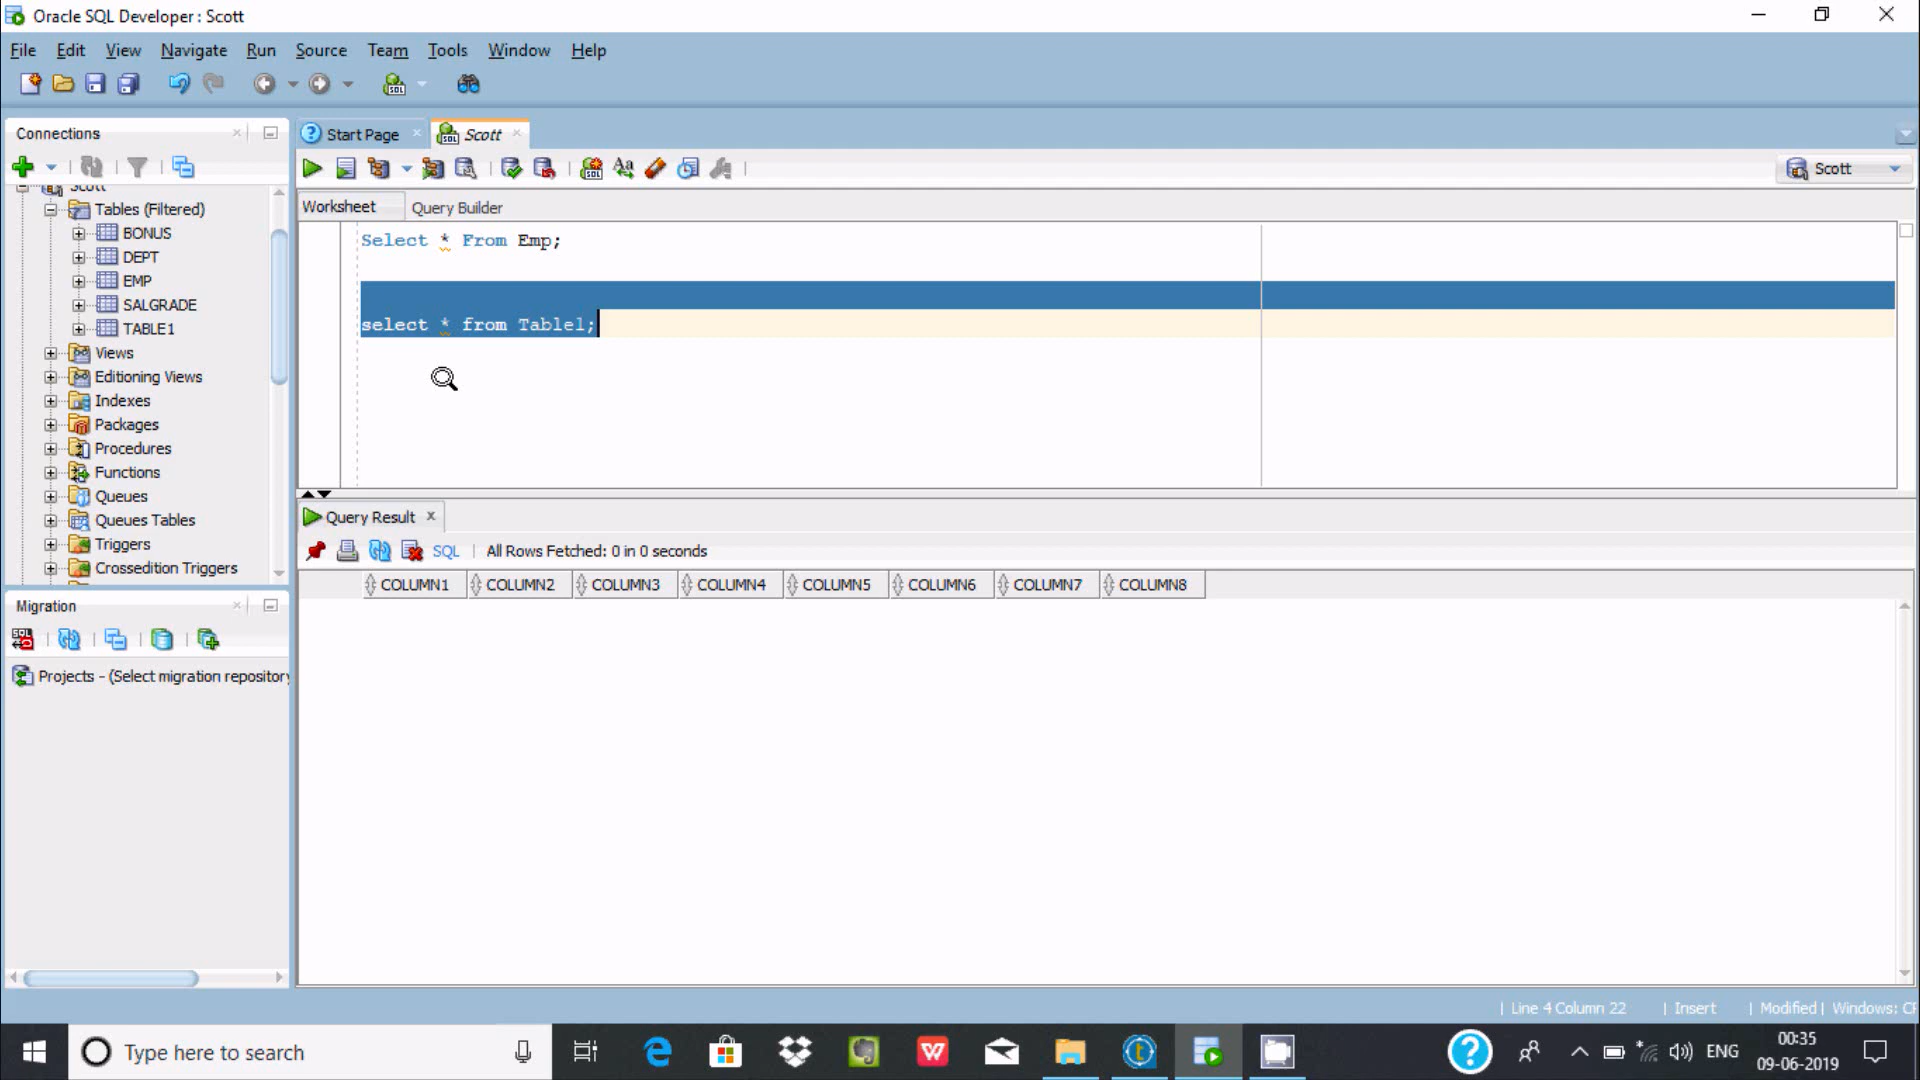 Oracle SQL Developer : Scott
File Edit View Navigate Run Source Team Tools Window Help
Connections
Start Page
Scott
Scott
Scott
Worksheet
Query Builder
Tables (Filtered)
BONUS
DEPT
EMP
SALGRADE
TABLE1
Views
Editioning Views
Indexes
Packages
Procedures
Functions
Queues
Queues Tables
Triggers
Crossedition Triggers
Select * From Emp;
select * from Table1;
Query Result
SQL All Rows Fetched: 0 in 0 seconds
COLUMN1 COLUMN2 COLUMN3 COLUMN4 COLUMN5 COLUMN6 COLUMN7 COLUMN8
Migration
Projects - (Select migration repository
Line 4 Column 22 Insert Modified Windows: CF
Type here to search
ENG
00:35
09-06-2019